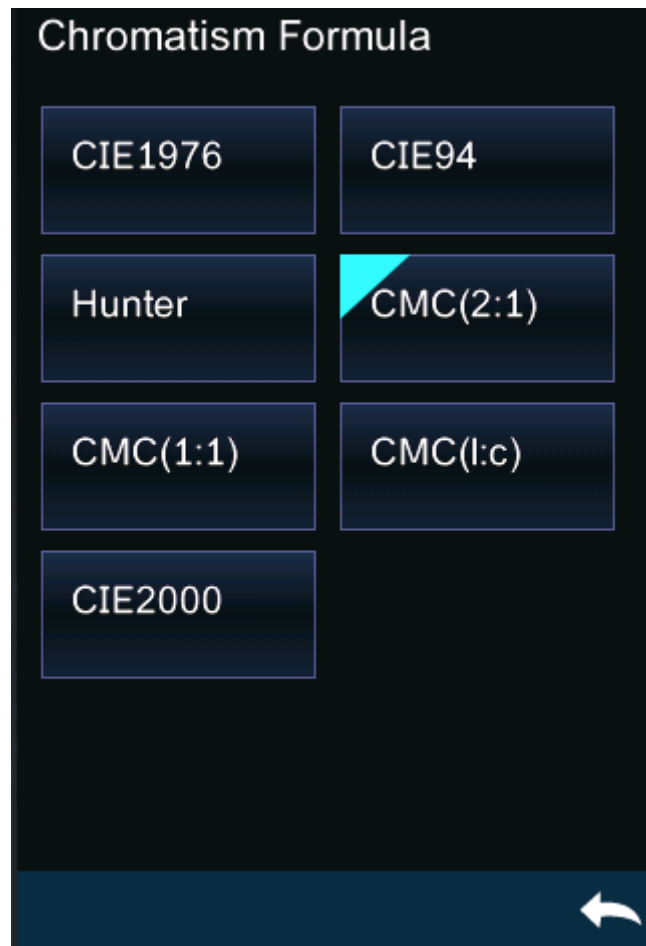 Chromatism Formula
CIE1976
CIE94
Hunter
CMC(2:1)
CMC(1:1)
CMC(l:c)
CIE2000